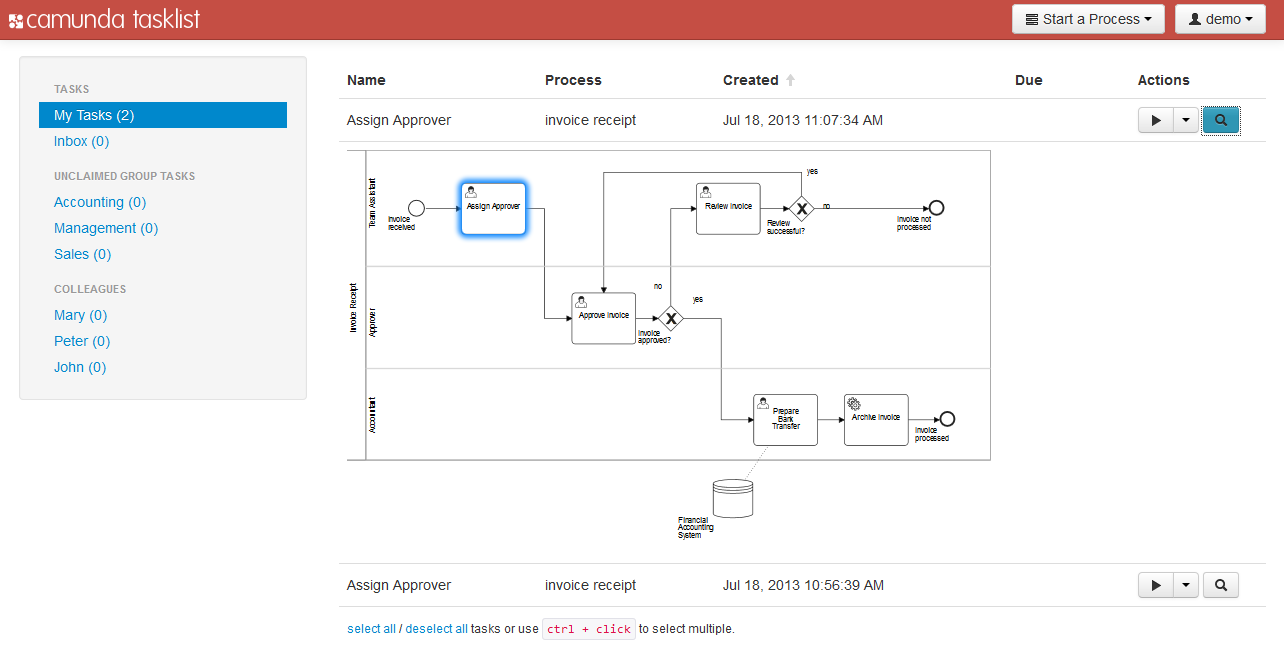 camunda tasklist
Start a Process
demo
TASKS
My Tasks (2)
Inbox (0)
UNCLAIMED GROUP TASKS
Accounting (0)
Management (0)
Sales (0)
COLLEAGUES
Mary (0)
Peter (0)
John (0)
Name Process Created Due Actions
Assign Approver invoice receipt Jul 18, 2013 11:07:34 AM
Invoice Receipt
Team Assistant
Invoice
received
Assign Approver
Review Invoice
yes
Review
successful?
no
Invoice not
processed
Approver
Approve Invoice
Invoice
approved?
no
yes
Accountant
Prepare
Bank
Transfer
Archive Invoice
Invoice
processed
Financial
Accounting
System
Assign Approver invoice receipt Jul 18, 2013 10:56:39 AM
select all / deselect all tasks or use ctrl + click to select multiple.